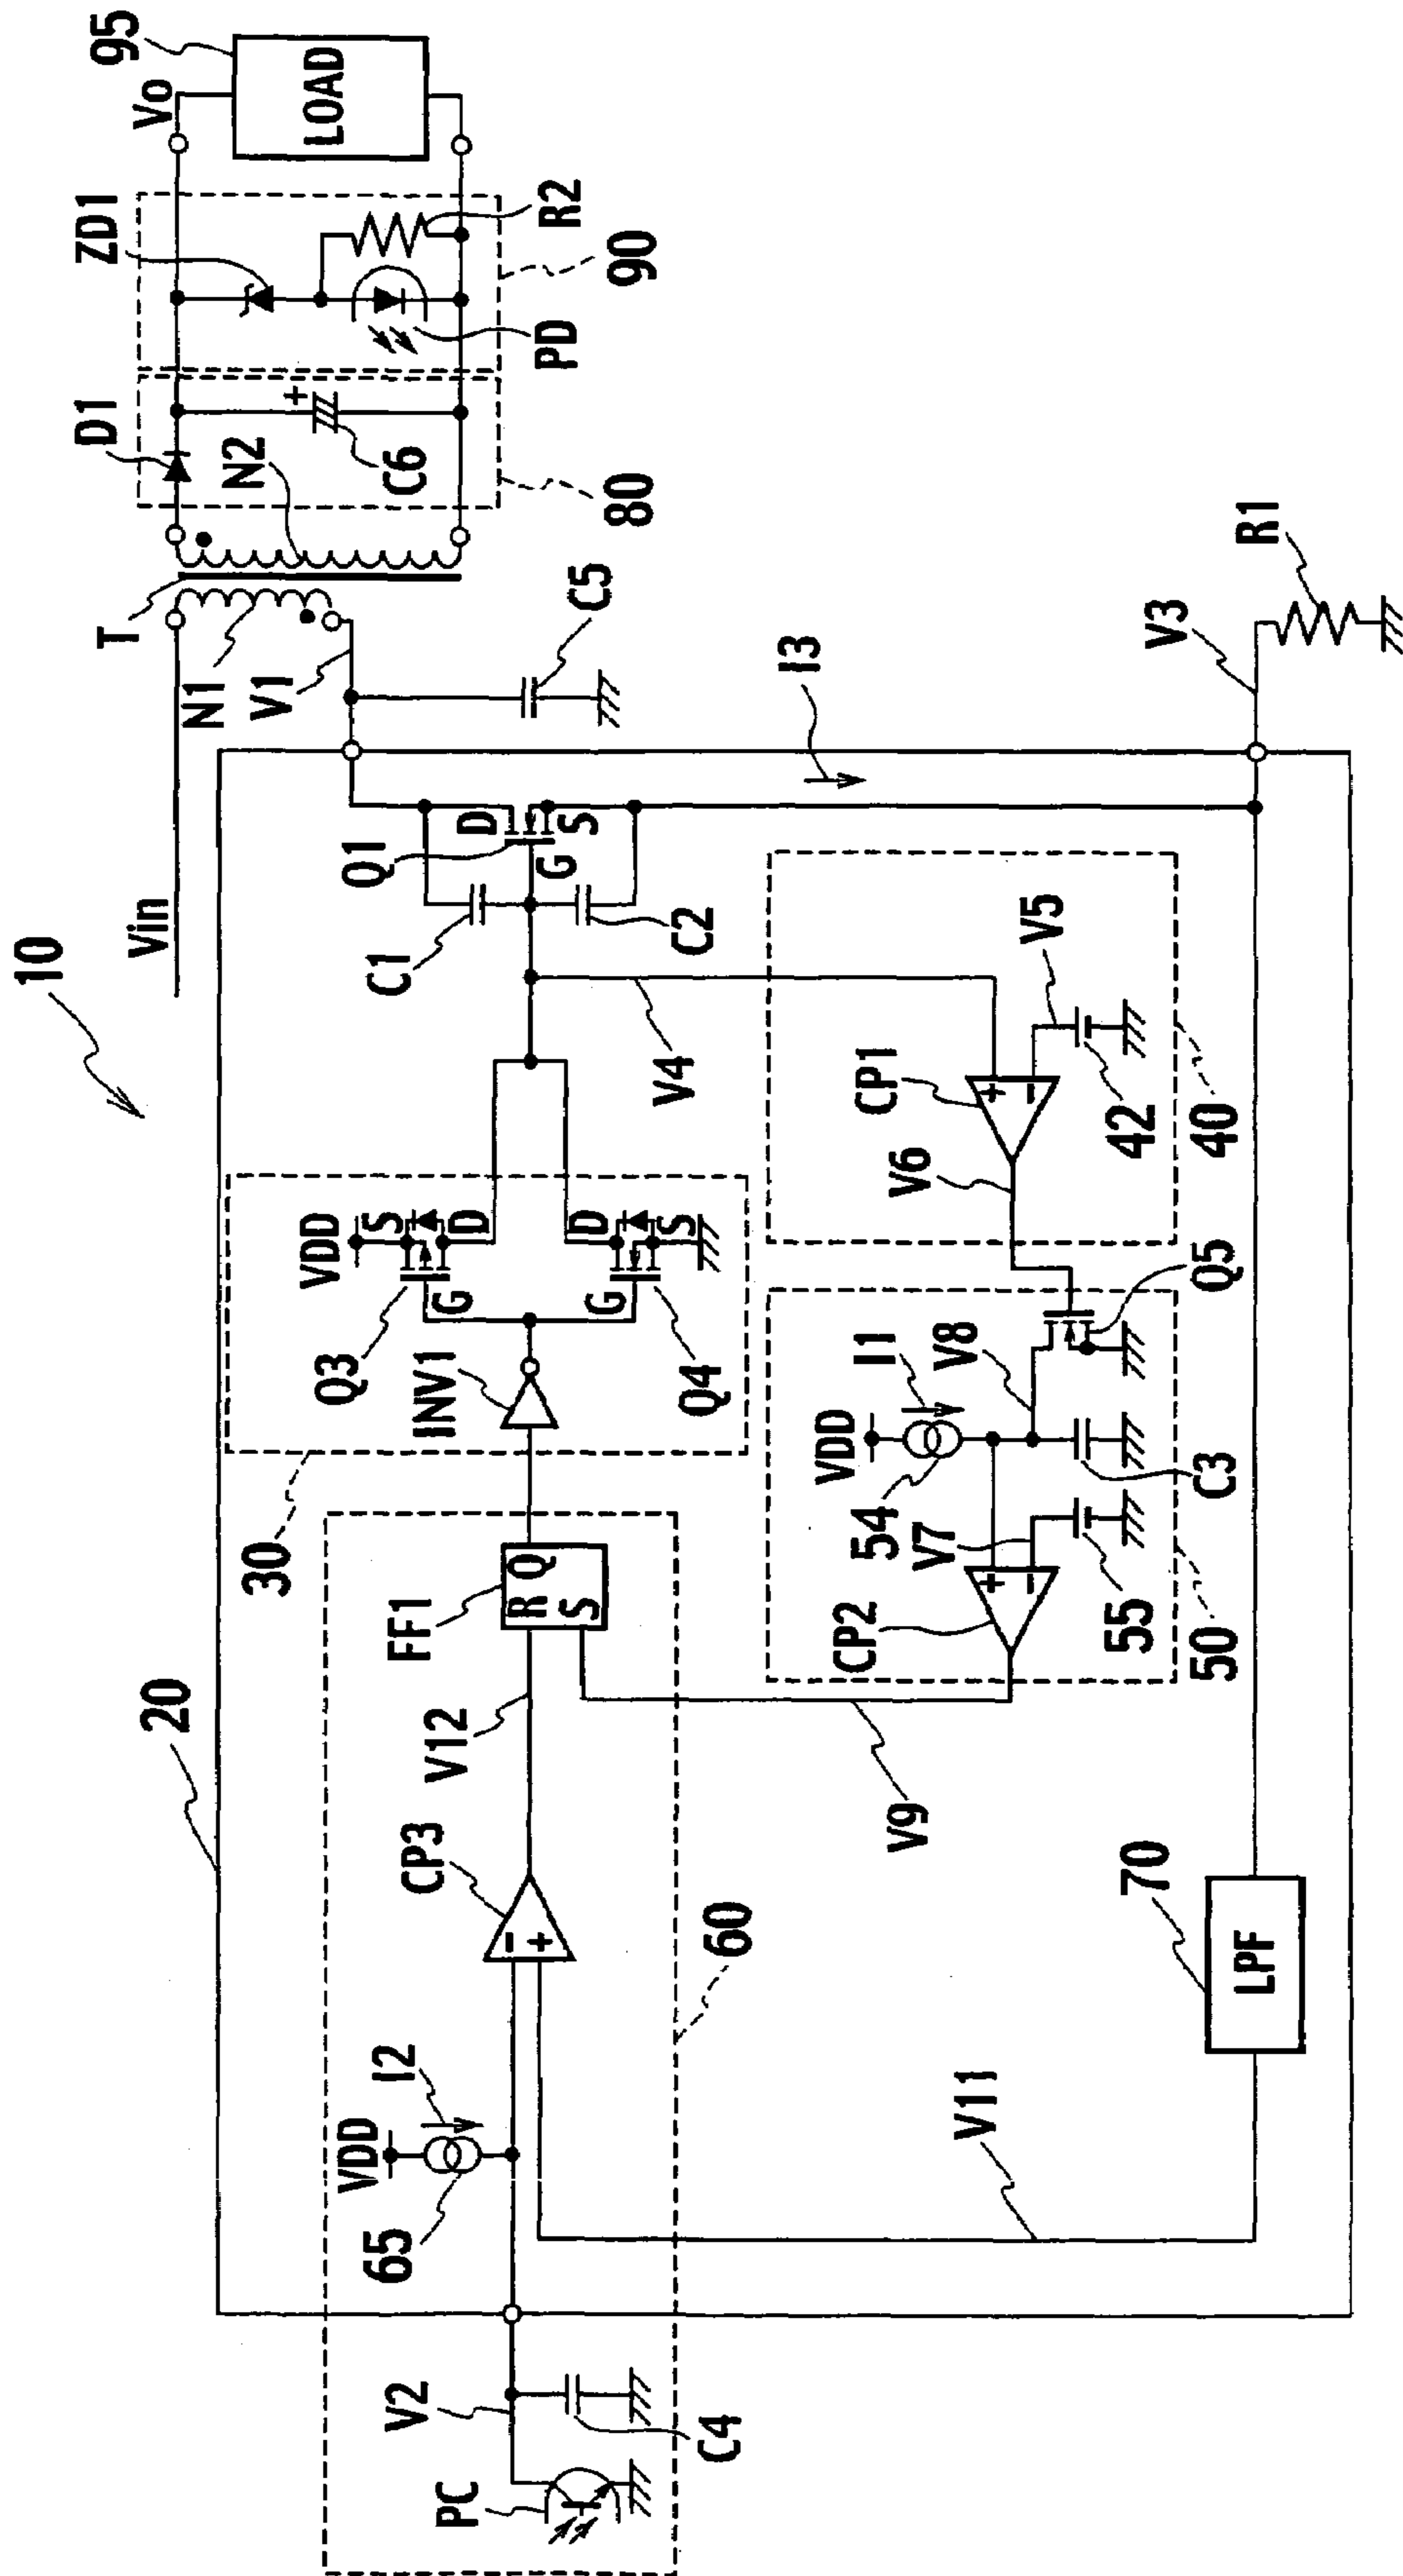 10
20
Vin
T
N1
V1
N2
D1
ZD1
Vo
95
LOAD
C6
80
PD
R2
90
C5
30
VDD
S
Q3
G
D
INV1
D
G
S
Q4
Q1
D
G
S
C1
C2
I3
V4
FF1
R Q
S
V12
CP3
-
+
60
VDD
I2
65
V2
PC
C4
V9
CP2
+
-
VDD
I1
54
V7
V8
55
C3
Q5
50
V6
CP1
+
-
V5
42
40
V11
70
LPF
V3
R1